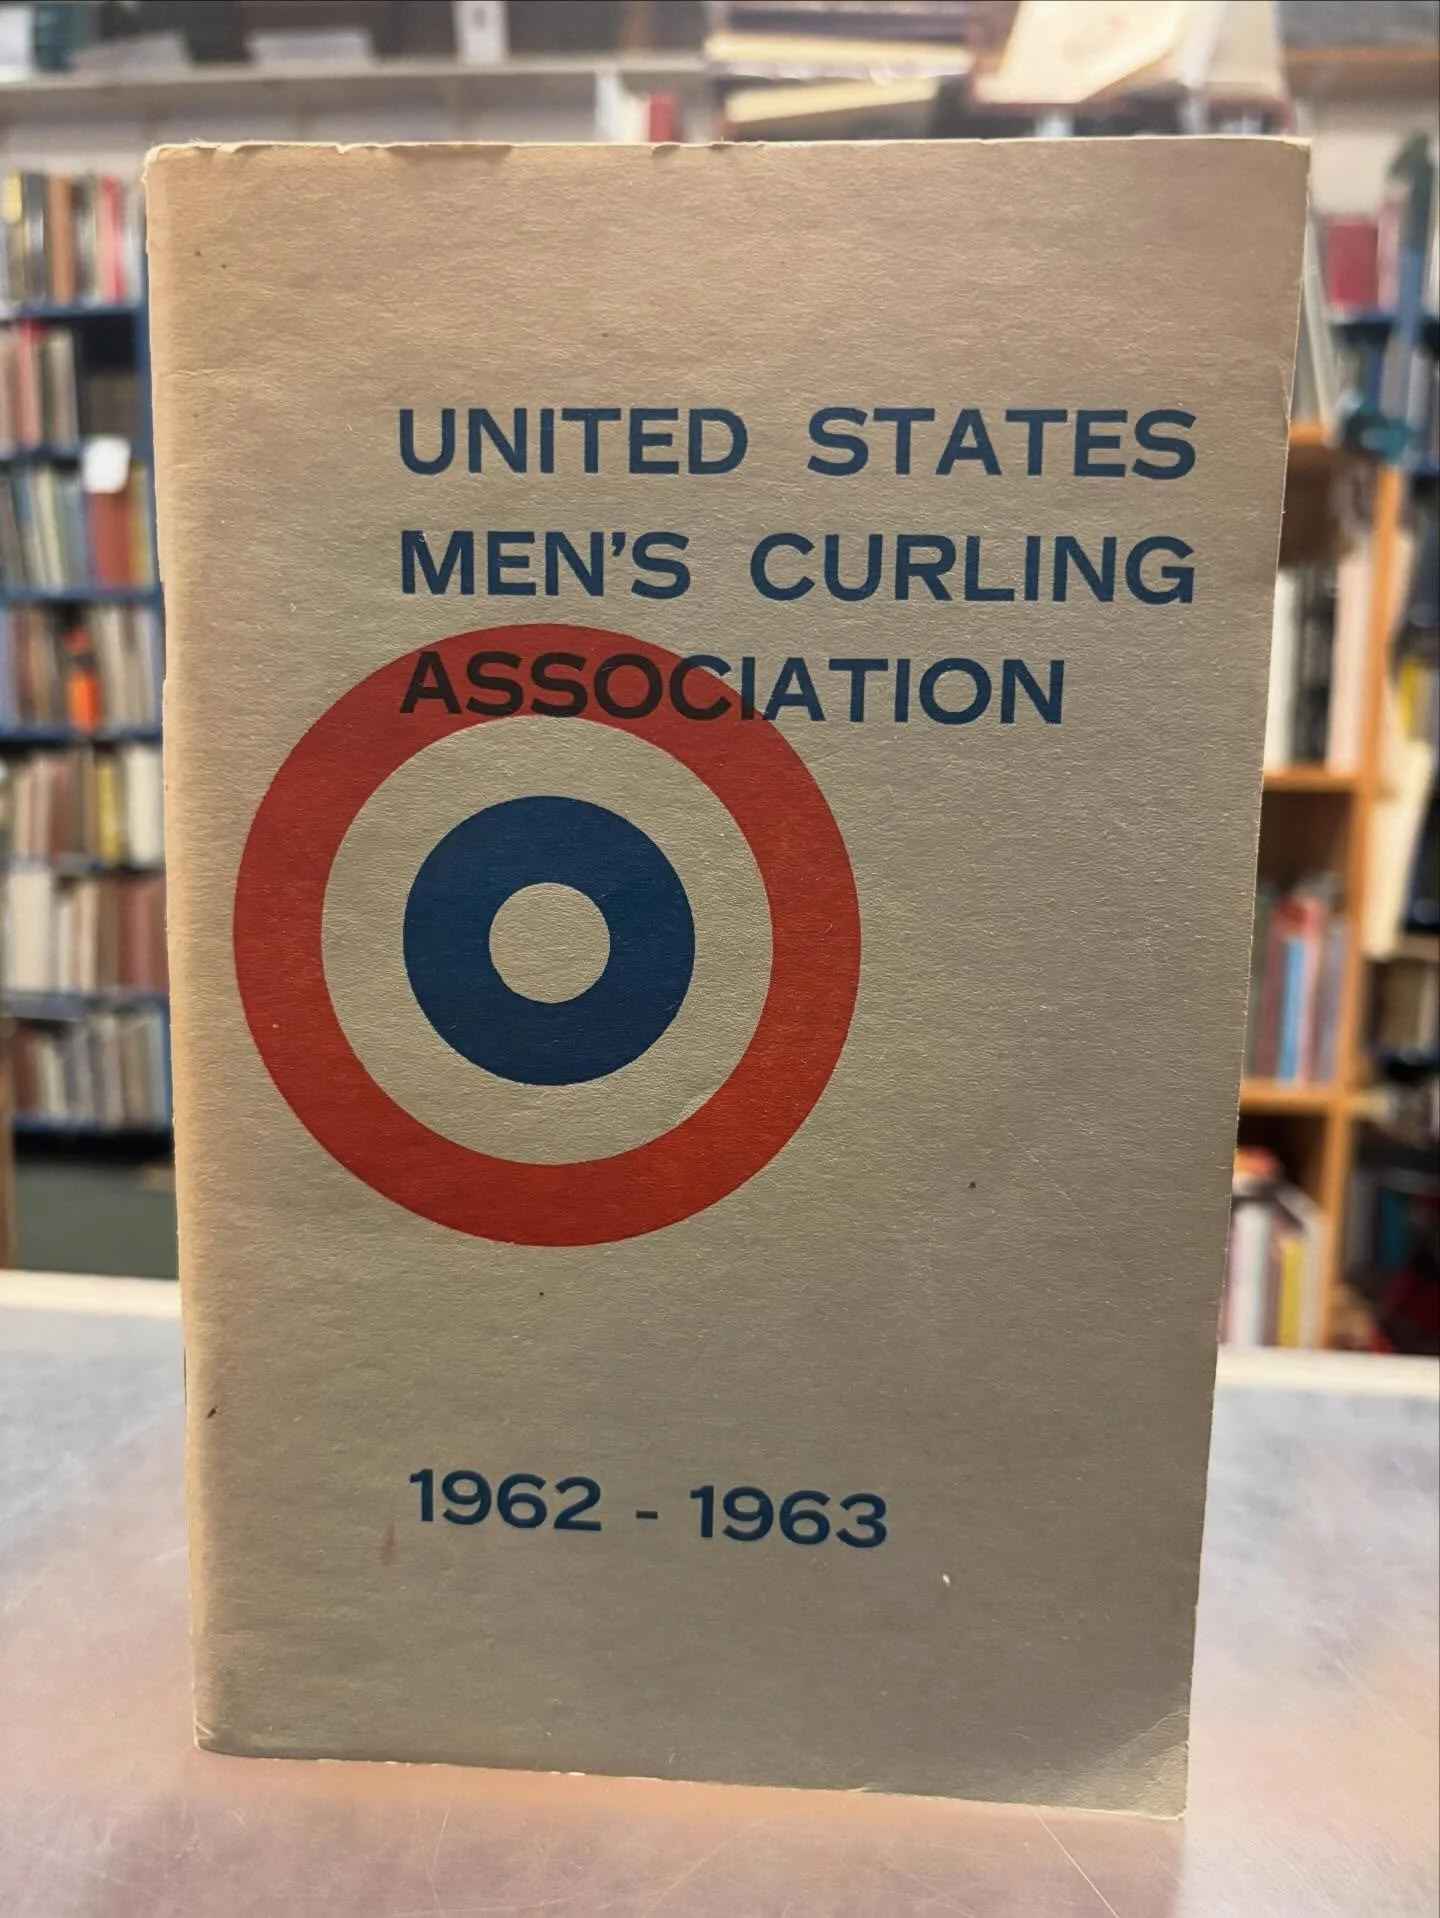 UNITED STATES
MEN'S CURLING
ASSOCIATION
1962 - 1963